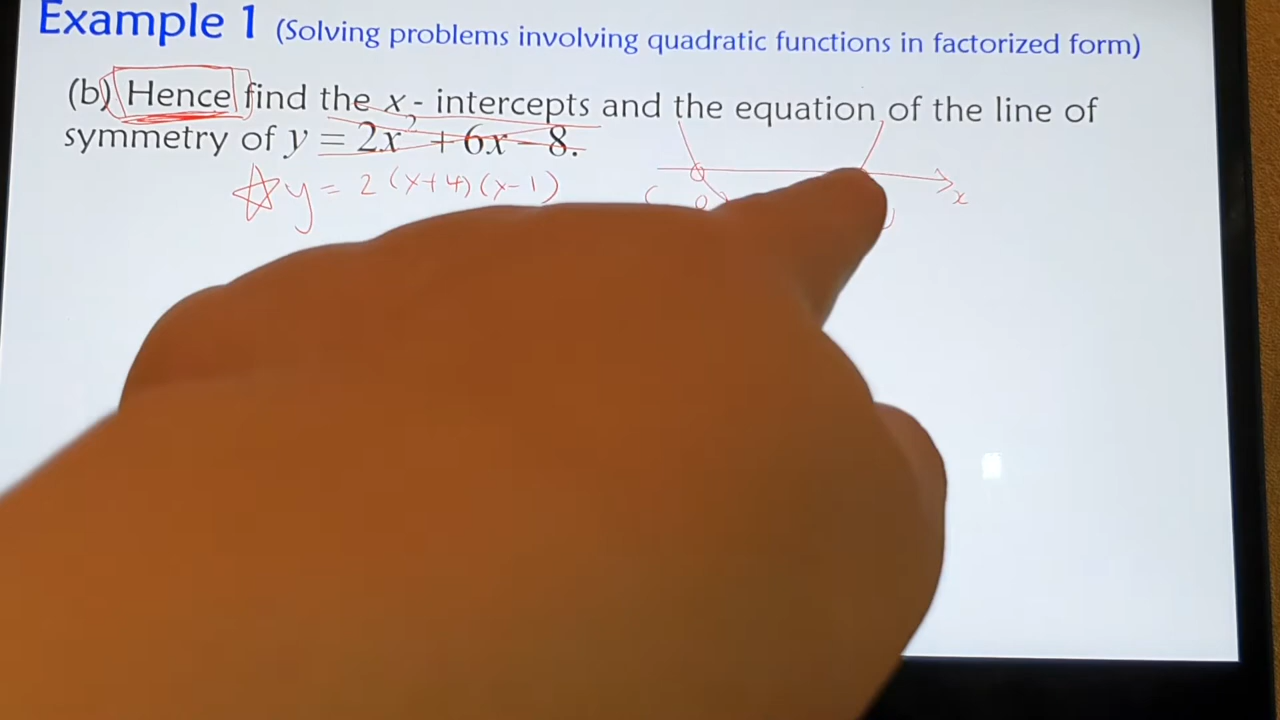 Example 1 (Solving problems involving quadratic functions in factorized form)
(b) Hence find the x - intercepts and the equation of the line of
symmetry of y = 2x² + 6x - 8.
y = 2 (x+4)(x-1)
x